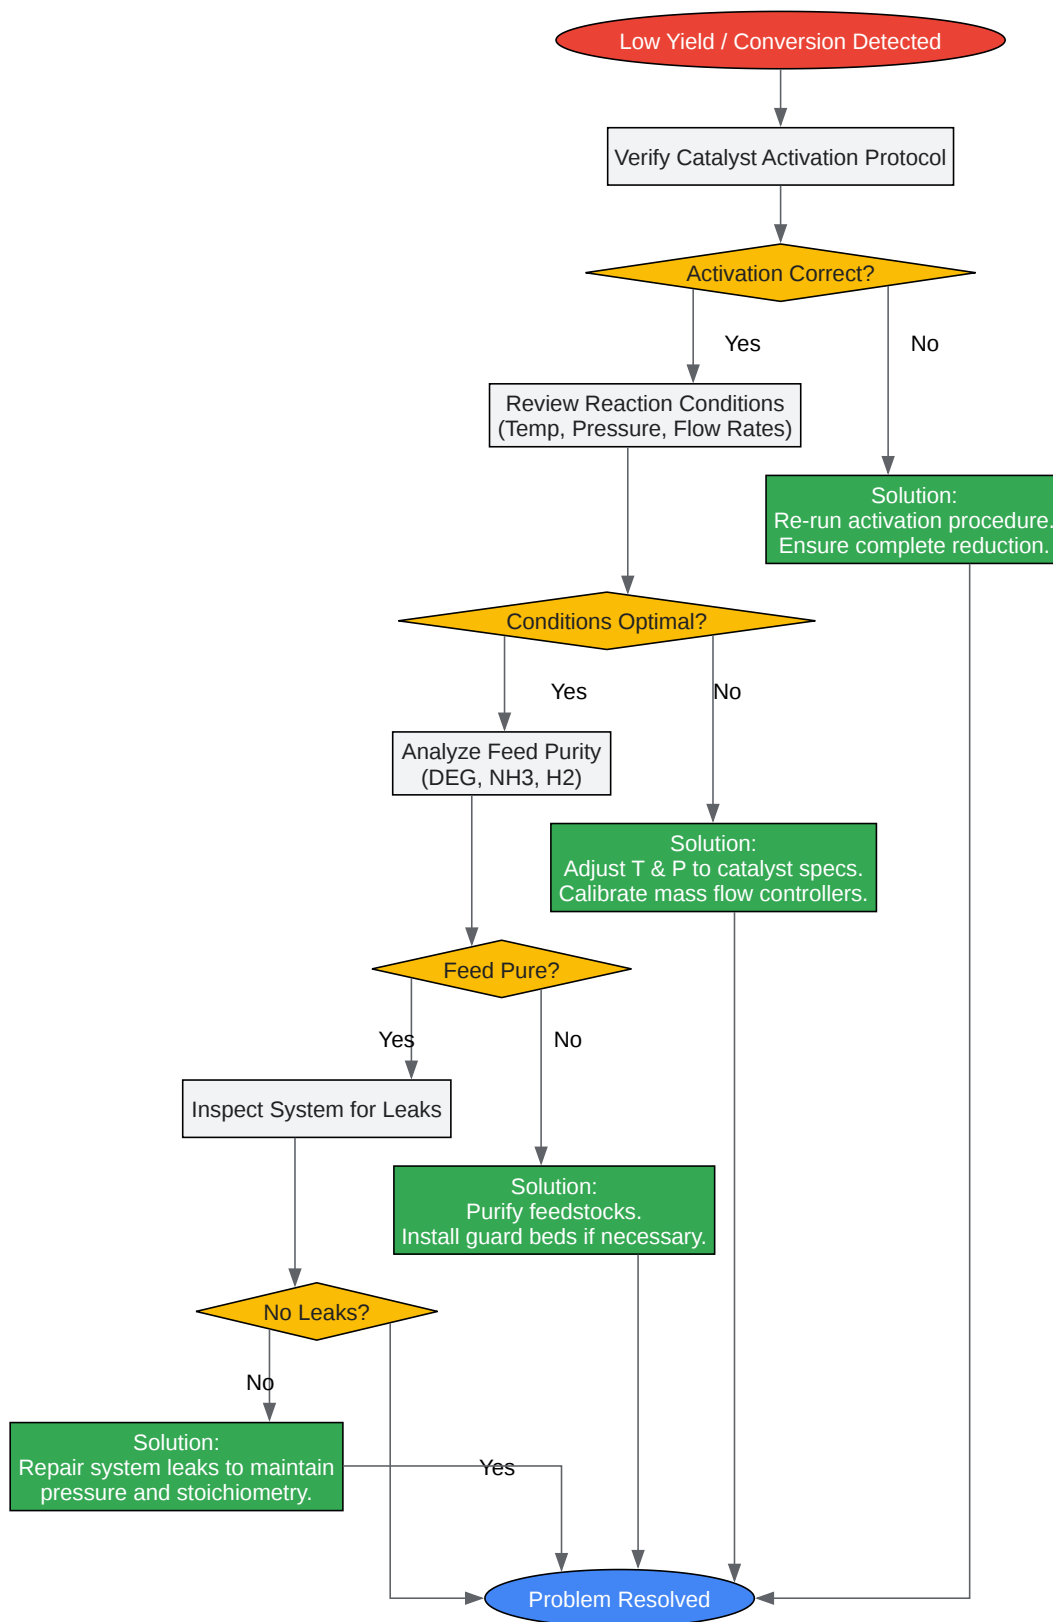 Low Yield / Conversion Detected
Verify Catalyst Activation Protocol
Activation Correct?
Yes
No
Review Reaction Conditions
(Temp, Pressure, Flow Rates)
Solution:
Re-run activation procedure.
Ensure complete reduction.
Conditions Optimal?
Yes
No
Analyze Feed Purity
(DEG, NH3, H2)
Solution:
Adjust T & P to catalyst specs.
Calibrate mass flow controllers.
Feed Pure?
Yes
No
Inspect System for Leaks
Solution:
Purify feedstocks.
Install guard beds if necessary.
No Leaks?
No
Solution:
Repair system leaks to maintain
pressure and stoichiometry.
Yes
Problem Resolved